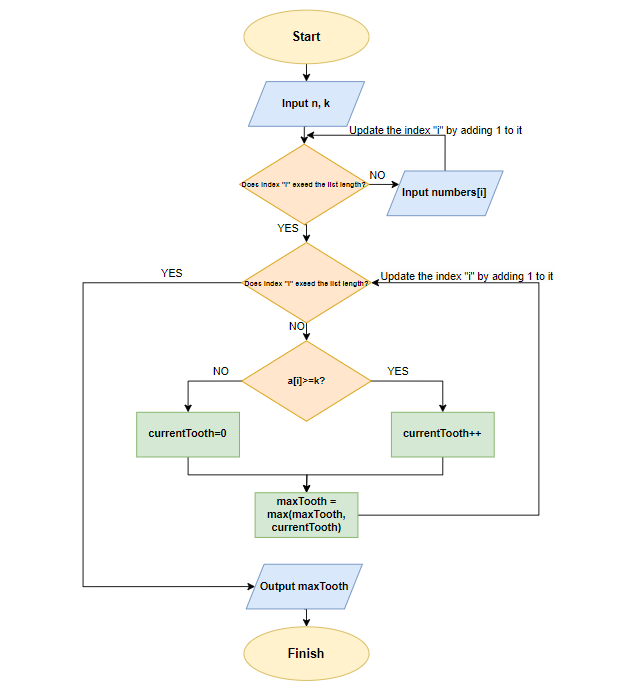 Start
Input n, k
Update the index "i" by adding 1 to it
Does index "i" exeed the list length?
NO
Input numbers[i]
YES
Does index "i" exeed the list length?
YES
Update the index "i" by adding 1 to it
NO
a[i]>=k?
NO
YES
currentTooth=0
currentTooth++
maxTooth =
max(maxTooth,
currentTooth)
Output maxTooth
Finish